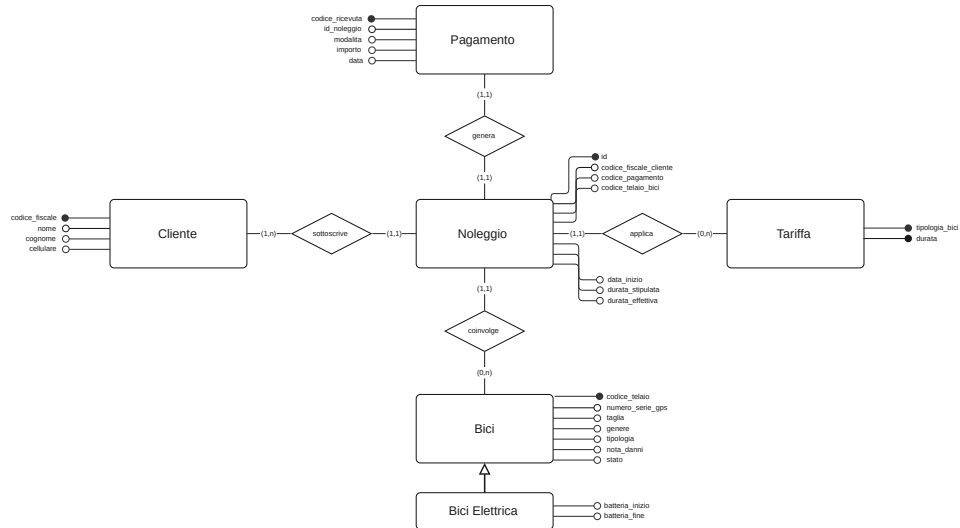 codice_ricevuta
id_noleggio
modalita
importo
data
Pagamento
(1,1)
genera
(1,1)
id
codice_fiscale_cliente
codice_pagamento
codice_telaio_bici
codice_fiscale
nome
cognome
cellulare
Cliente
(1,n)
sottoscrive
(1,1)
Noleggio
(1,1)
applica
(0,n)
Tariffa
tipologia_bici
durata
data_inizio
durata_stipulata
durata_effettiva
(1,1)
coinvolge
(0,n)
Bici
codice_telaio
numero_serie_gps
taglia
genere
tipologia
nota_danni
stato
Bici Elettrica
batteria_inizio
batteria_fine